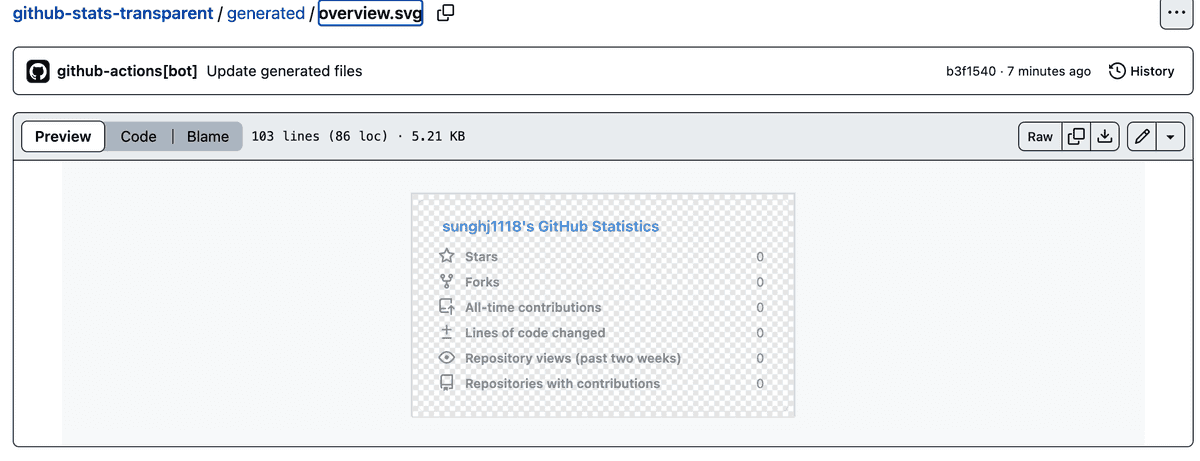 github-stats-transparent / generated / overview.svg
github-actions[bot] Update generated files b3f1540 · 7 minutes ago History
Preview Code Blame 103 lines (86 loc) · 5.21 KB Raw
sunghj1118's GitHub Statistics
Stars 0
Forks 0
All-time contributions 0
Lines of code changed 0
Repository views (past two weeks) 0
Repositories with contributions 0